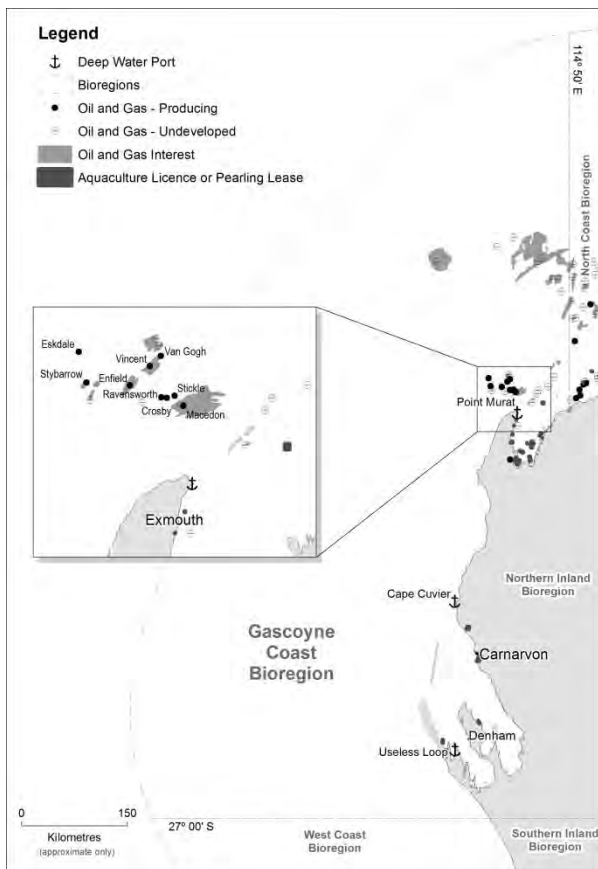 Legend
Deep Water Port
Bioregions
Oil and Gas - Producing
Oil and Gas - Undeveloped
Oil and Gas Interest
Aquaculture Licence or Pearling Lease
114° 50' E
North Coast Bioregion
Eskdale
Van Gogh
Vincent
Stybarrow
Enfield
Ravensworth
Stickle
Crosby
Macedon
Exmouth
Point Murat
Northern Inland
Bioregion
Cape Cuvier
Gascoyne
Coast
Bioregion
Carnarvon
Denham
Useless Loop
0 150
Kilometres
(approximate only)
27° 00' S
West Coast
Bioregion
Southern Inland
Bioregion